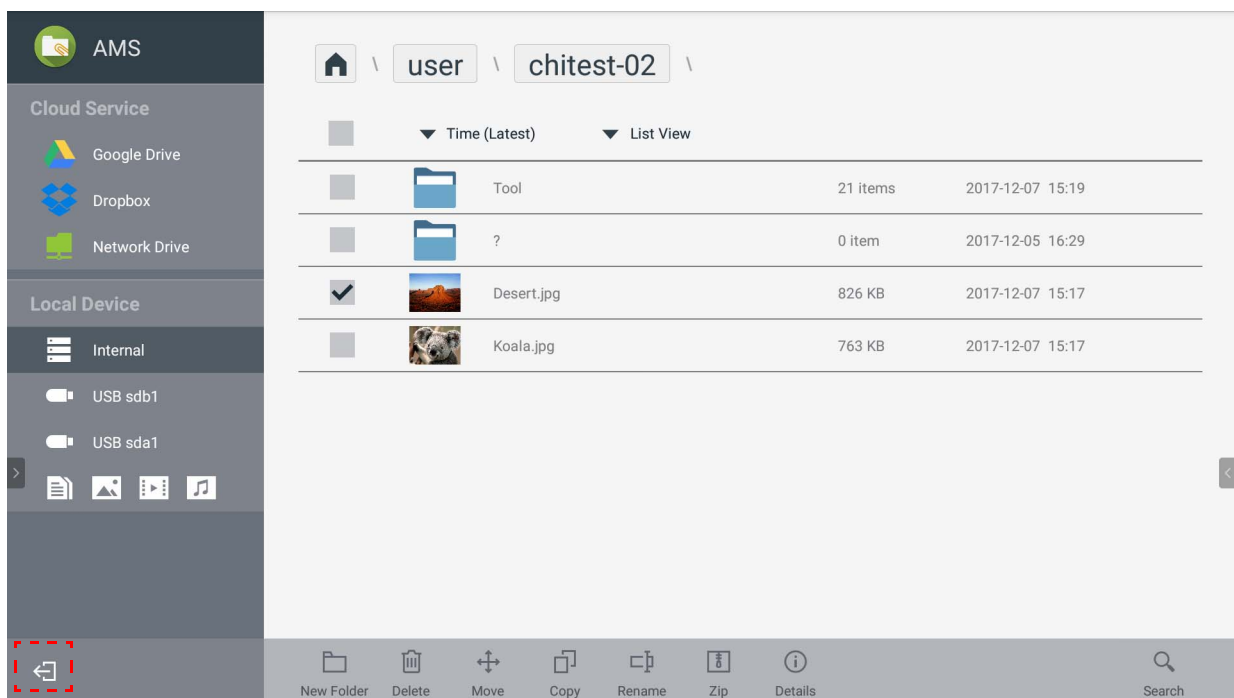 AMS
Cloud Service
Google Drive
Dropbox
Network Drive
Local Device
Internal
USB sdb1
USB sda1
\ user \ chitest-02 \
Time (Latest) List View
Tool 21 items 2017-12-07 15:19
? 0 item 2017-12-05 16:29
Desert.jpg 826 KB 2017-12-07 15:17
Koala.jpg 763 KB 2017-12-07 15:17
New Folder Delete Move Copy Rename Zip Details Search